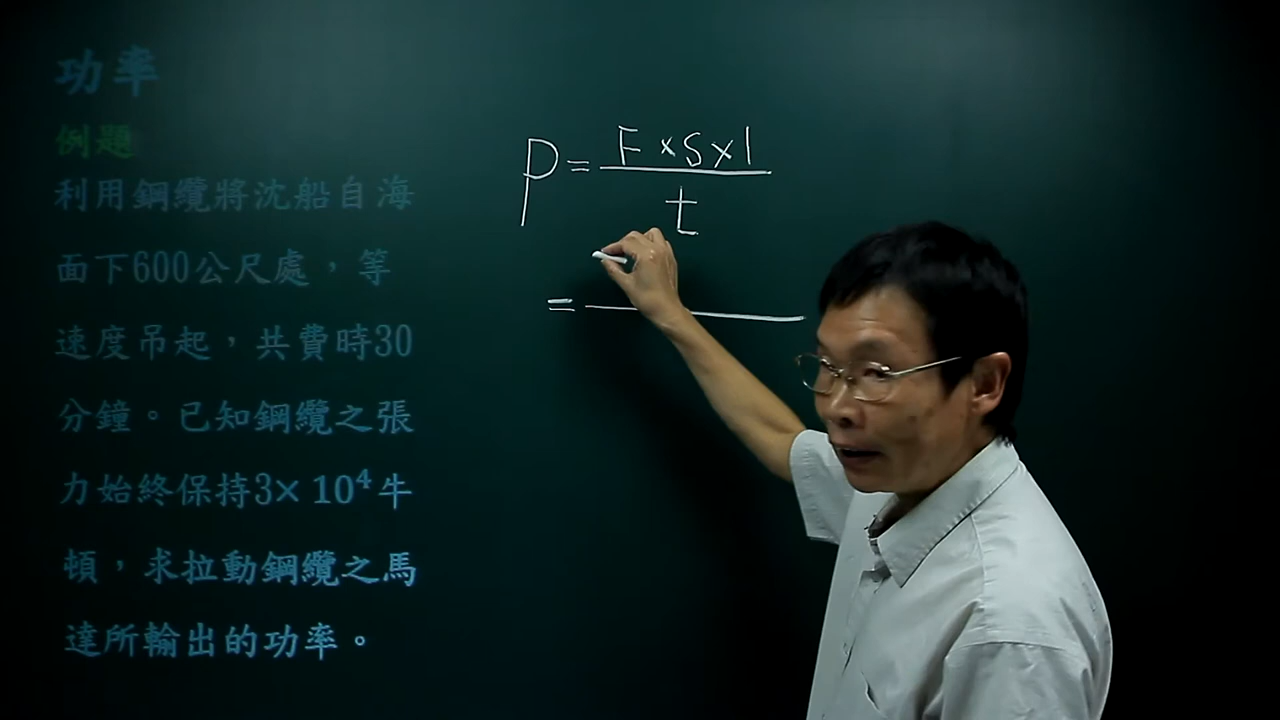 功率
例題
利用鋼纜將沈船自海
面下600公尺處，等
速度吊起，共費時30
分鐘。已知鋼纜之張
力始終保持3× 10⁴牛
頓，求拉動鋼纜之馬
達所輸出的功率。
P = F × S × 1
t
=